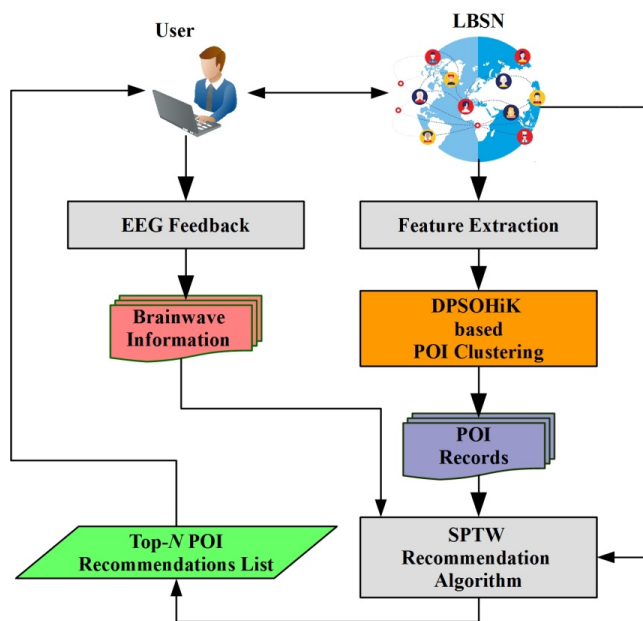 User
LBSN
EEG Feedback
Feature Extraction
Brainwave
Information
DPSOHiK
based
POI Clustering
POI
Records
Top-N POI
Recommendations List
SPTW
Recommendation
Algorithm